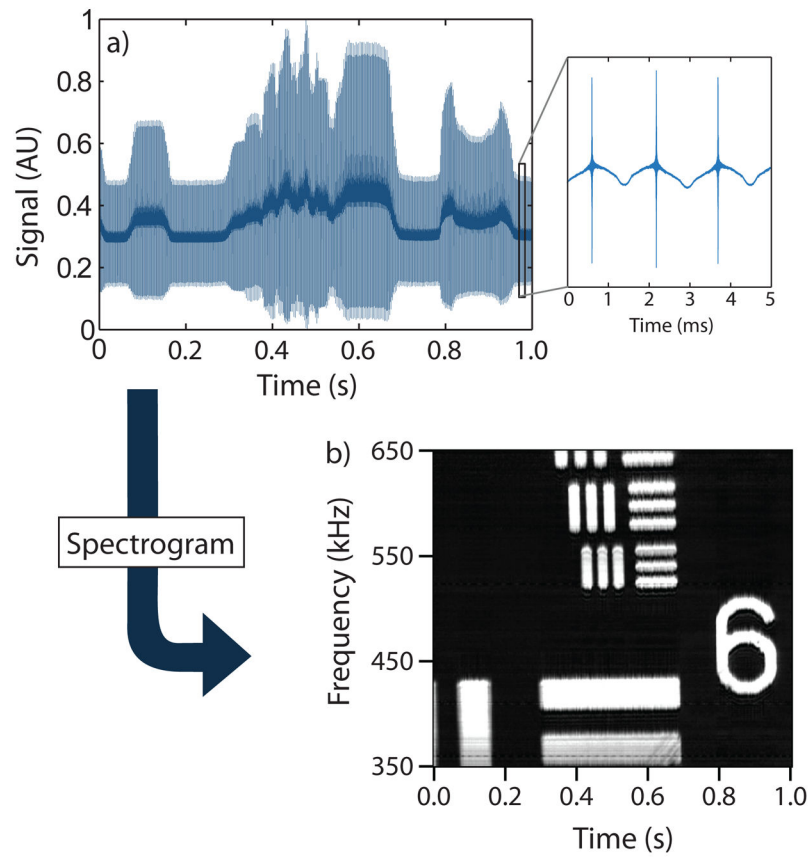 a)
Signal (AU)
1
0.8
0.6
0.4
0.2
0
0 0.2 0.4 0.6 0.8 1.0
Time (s)
0 1 2 3 4 5
Time (ms)
Spectrogram
b)
Frequency (kHz)
650
550
450
350
6
0.0 0.2 0.4 0.6 0.8 1.0
Time (s)